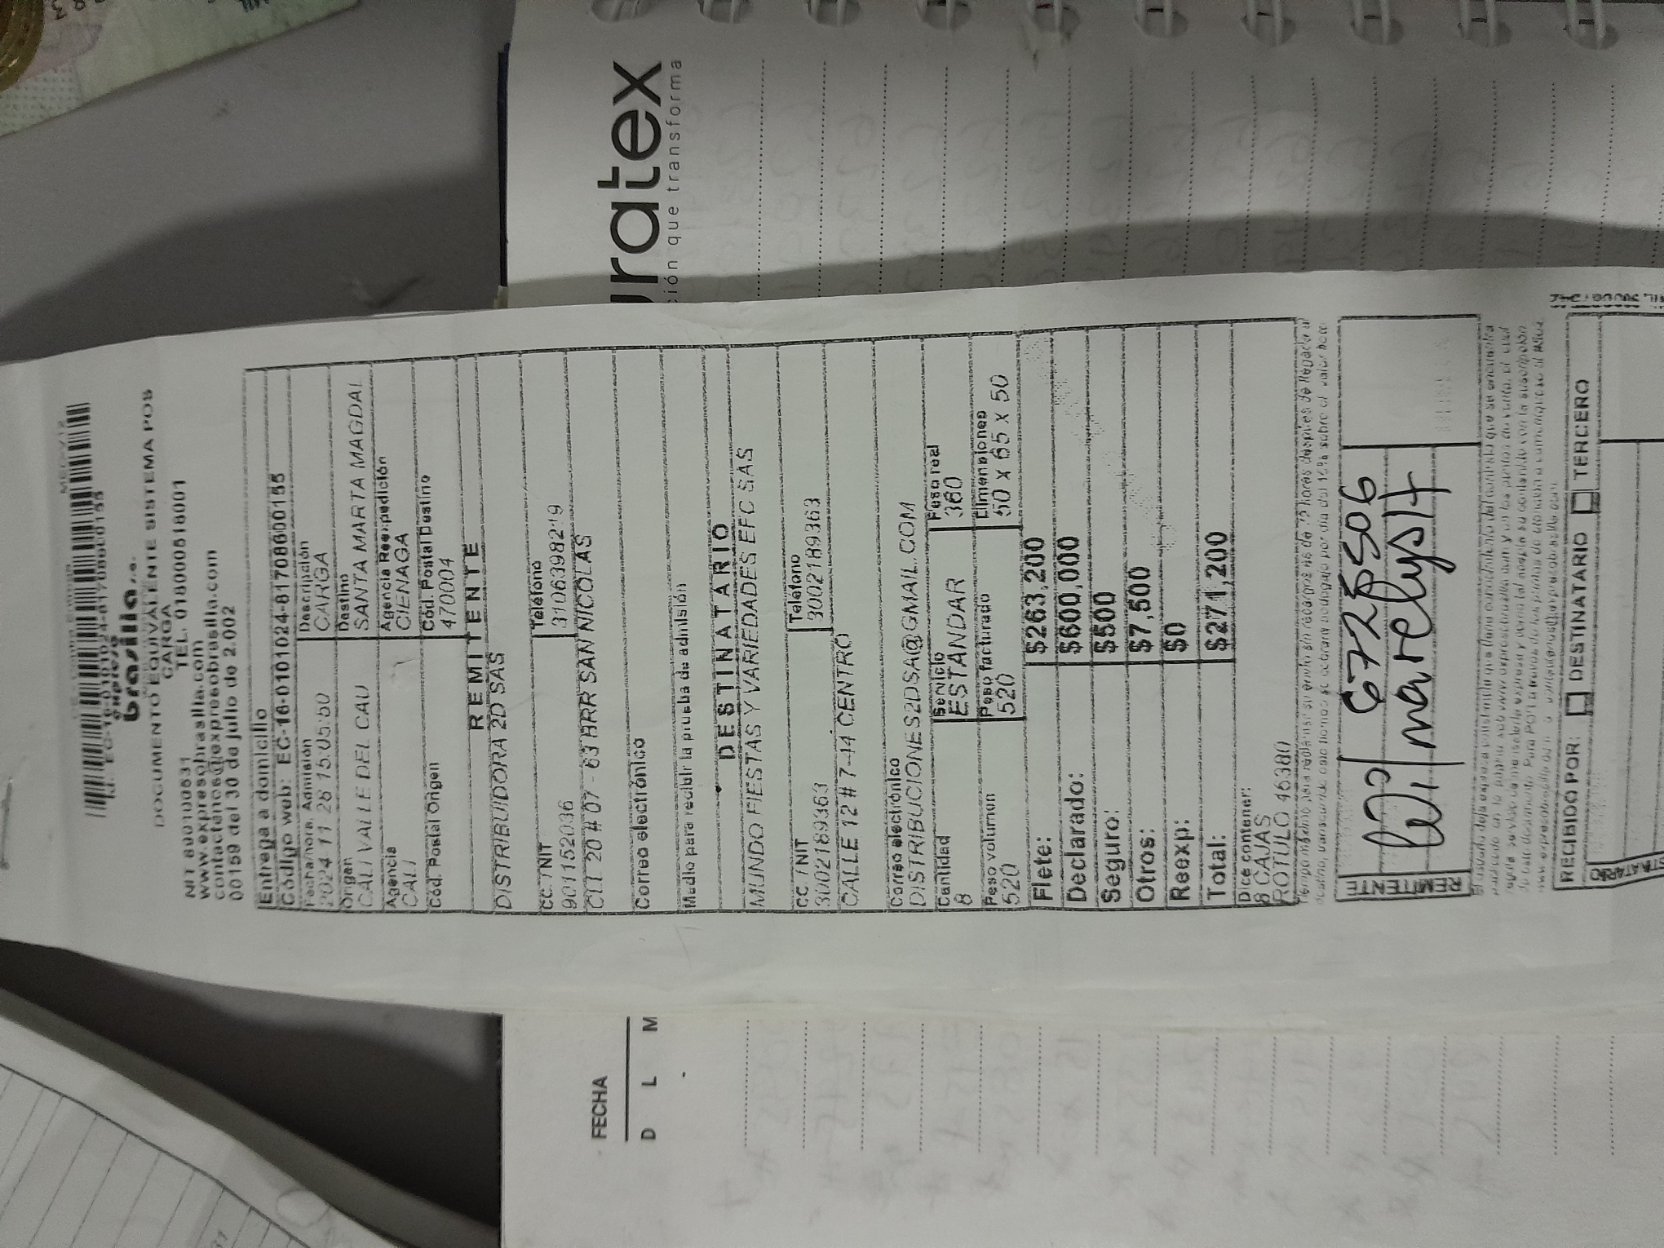 expreso
brasilia s.a.
DOCUMENTO EQUIVALENTE SISTEMA POS
CARGA
NIT 890100531 TEL. 018000518001
www.expresobrasilia.com
contactenos@expresobrasilia.com
00159 del 30 de julio de 2.002
Entrega a domicilio
Código web: EC-16-0101024-81708600155
Fecha/hora. Admisión Descripción
2024 11 26 15:05:50 CARGA
Origen Destino
CALI VALLE DEL CAU SANTA MARTA MAGDAL
Agencia Agencia Reexpedición
CALI CIENAGA
Cód. Postal Origen Cód. Postal Destino
470004
REMITENTE
DISTRIBUIDORA 2D SAS
CC / NIT Teléfono
901152036 3106398219
CLL 20 # 07 - 63 BRR SAN NICOLAS
Correo electrónico
Medio para recibir la prueba de admisión
DESTINATARIO
MUNDO FIESTAS Y VARIEDADES EFC SAS
CC / NIT Teléfono
3002189363 3002189363
CALLE 12 # 7-14 CENTRO
Correo electrónico
DISTRIBUCIONES2DSA@GMAIL.COM
Cantidad Servicio Peso real
8 ESTANDAR 360
Peso volumen Peso facturado Dimensiones
520 520 50 x 65 x 50
Flete: $263,200
Declarado: $600,000
Seguro: $500
Otros: $7,500
Reexp: $0
Total: $271,200
Dice contener:
8 CAJAS
ROTULO 46380
REMITENTE
REMITENTE
RECIBIDO POR: DESTINATARIO TERCERO
uratex
ción que transforma
FECHA
D L M